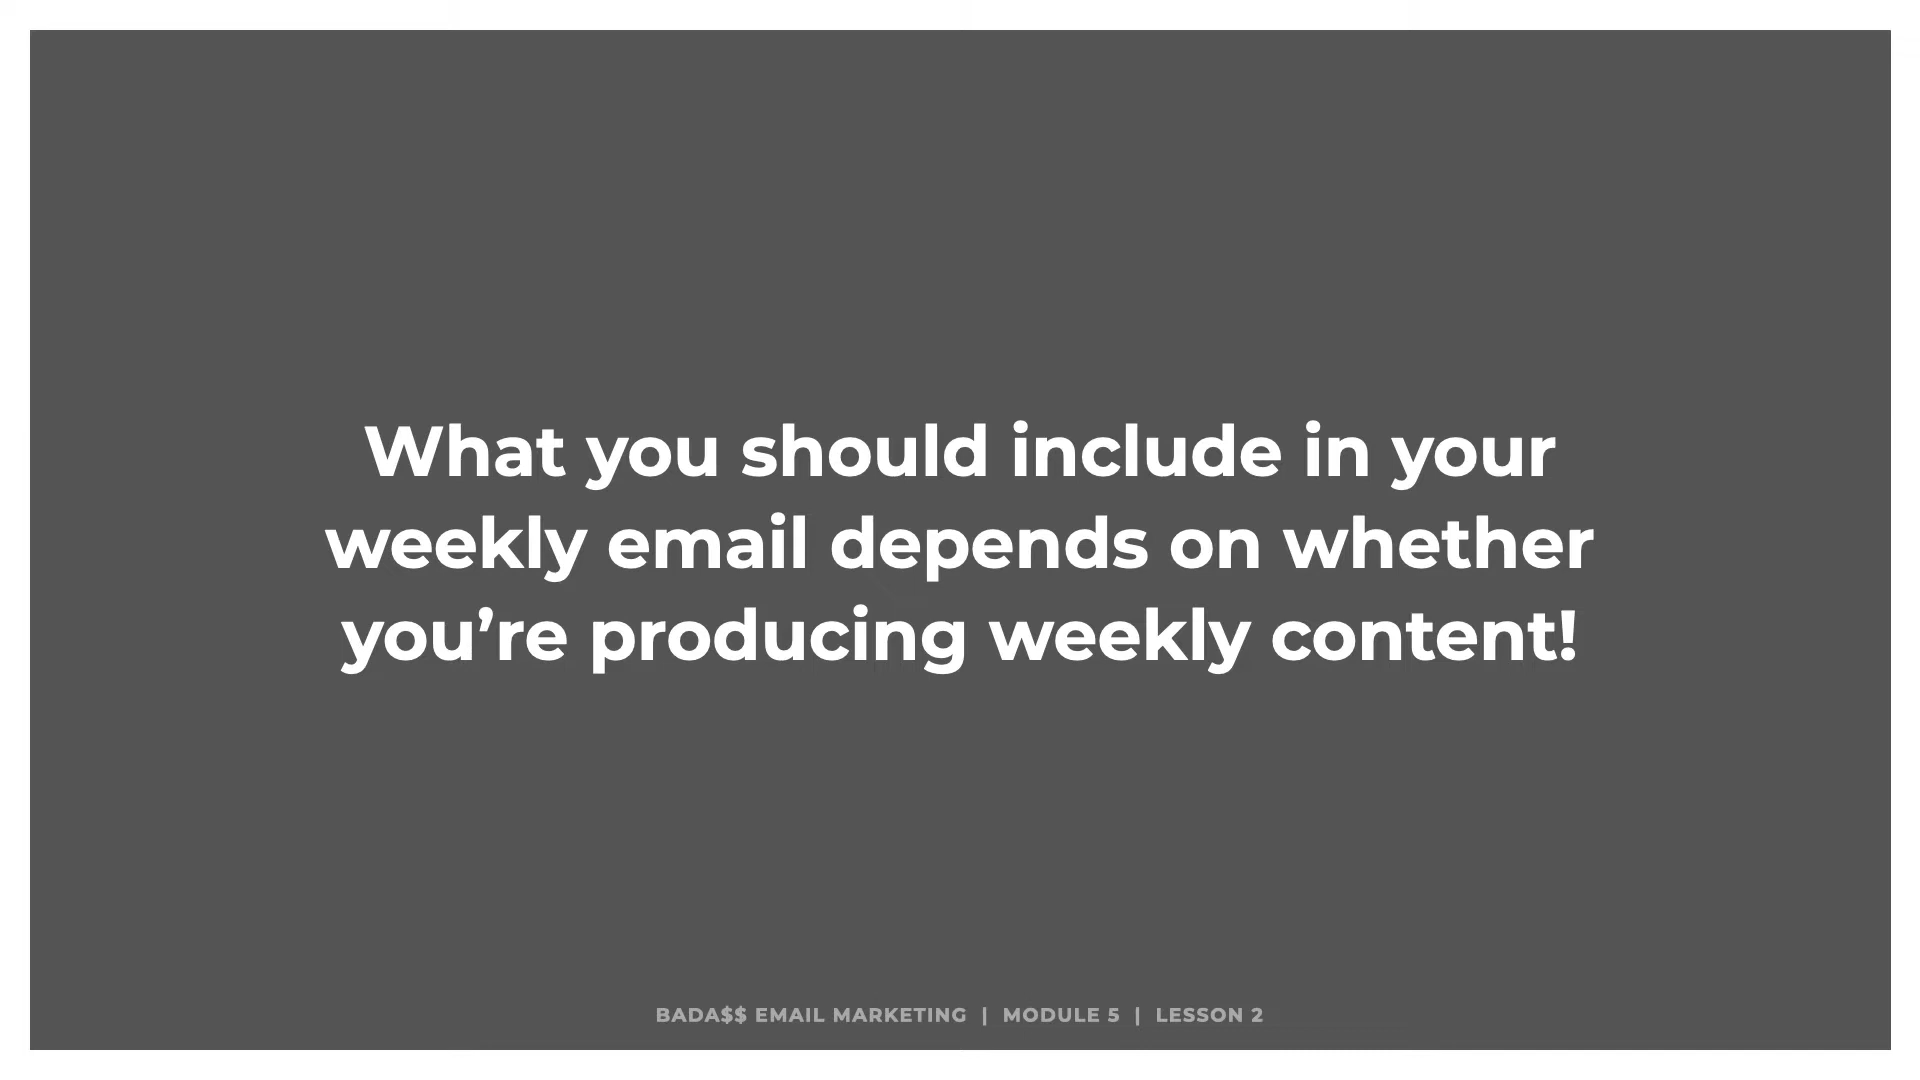 What you should include in your
weekly email depends on whether
you’re producing weekly content!
BADA$$ EMAIL MARKETING | MODULE 5 | LESSON 2